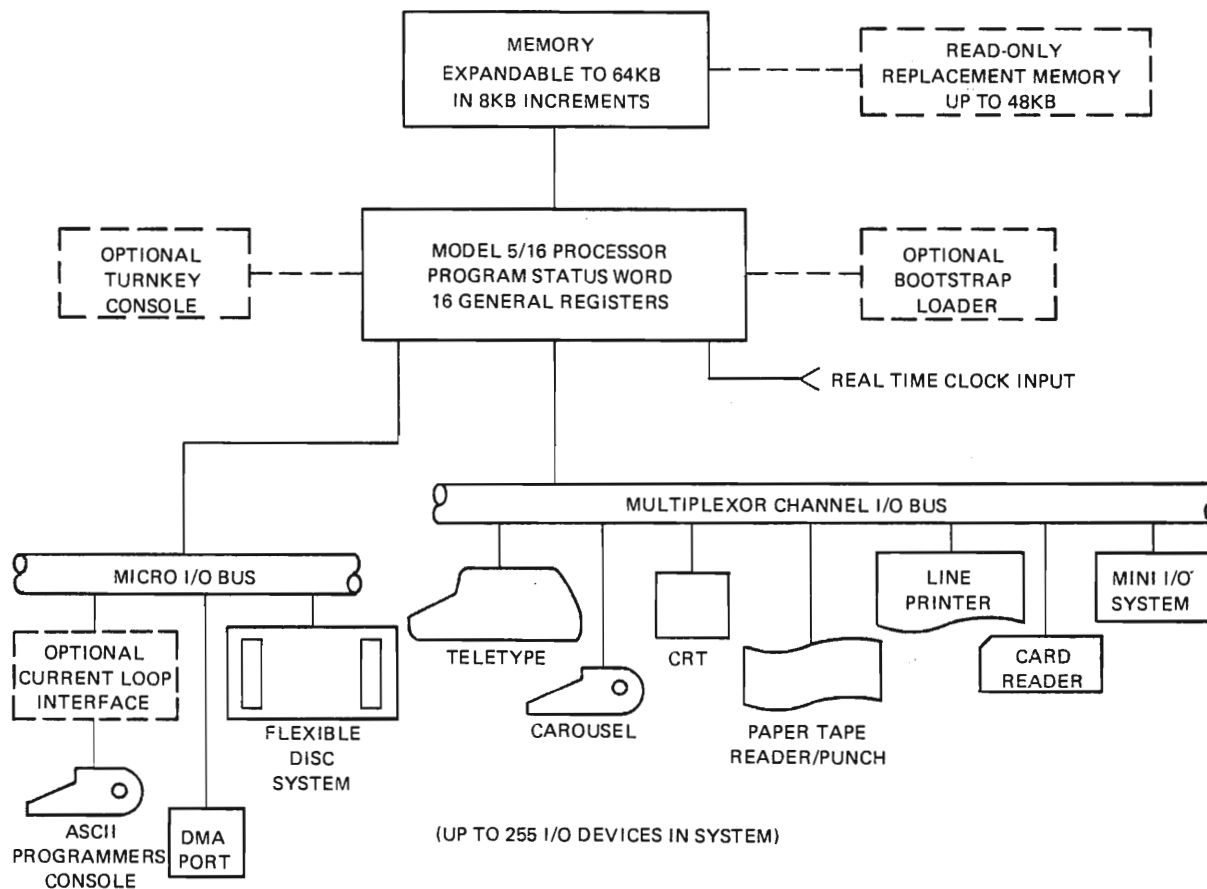 MEMORY
EXPANDABLE TO 64KB
IN 8KB INCREMENTS
READ-ONLY
REPLACEMENT MEMORY
UP TO 48KB
OPTIONAL
TURNKEY
CONSOLE
MODEL 5/16 PROCESSOR
PROGRAM STATUS WORD
16 GENERAL REGISTERS
OPTIONAL
BOOTSTRAP
LOADER
REAL TIME CLOCK INPUT
MULTIPLEXOR CHANNEL I/O BUS
MICRO I/O BUS
OPTIONAL
CURRENT LOOP
INTERFACE
FLEXIBLE
DISC
SYSTEM
ASCII
PROGRAMMERS
CONSOLE
DMA
PORT
TELETYPE
CAROUSEL
CRT
PAPER TAPE
READER/PUNCH
LINE
PRINTER
CARD
READER
MINI I/O
SYSTEM
(UP TO 255 I/O DEVICES IN SYSTEM)